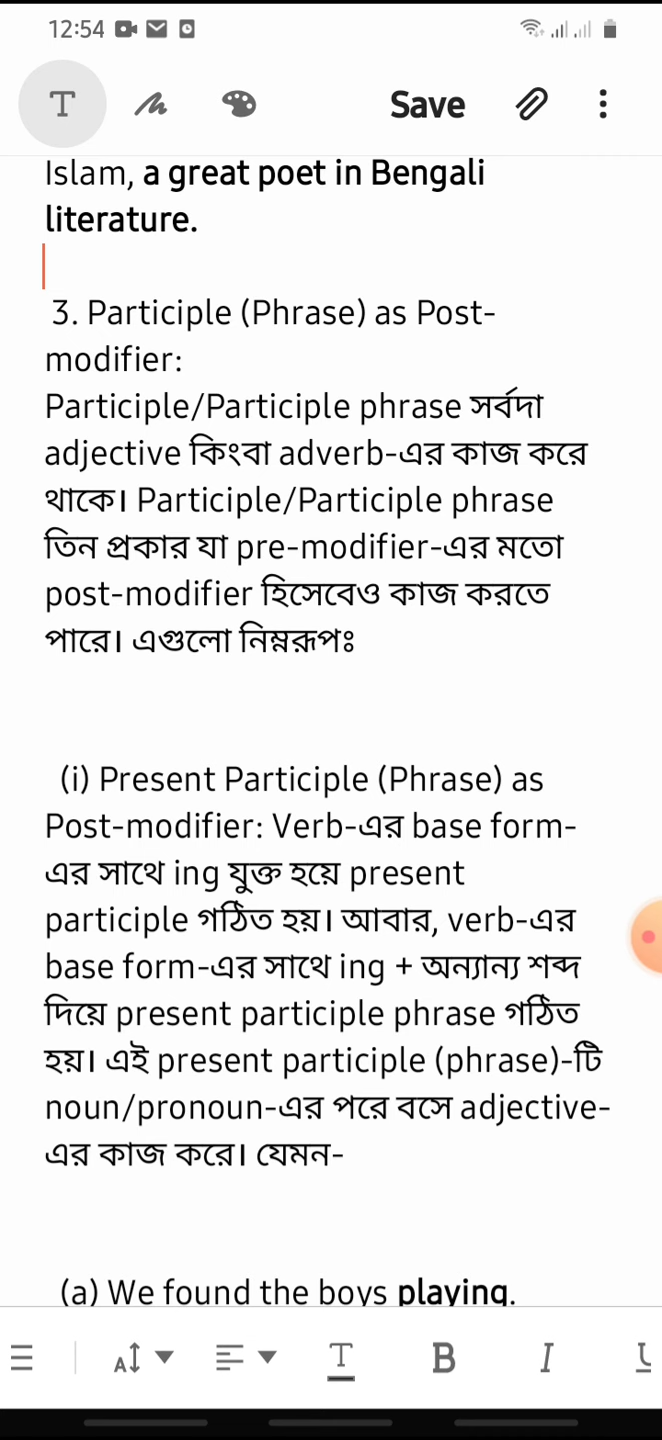 12:54
Save
Islam, a great poet in Bengali
literature.
3. Participle (Phrase) as Post-
modifier:
Participle/Participle phrase সর্বদা
adjective কিংবা adverb-এর কাজ করে
থাকে। Participle/Participle phrase
তিন প্রকার যা pre-modifier-এর মতো
post-modifier হিসেবেও কাজ করতে
পারে। এগুলো নিম্নরূপঃ
(i) Present Participle (Phrase) as
Post-modifier: Verb-এর base form-
এর সাথে ing যুক্ত হয়ে present
participle গঠিত হয়। আবার, verb-এর
base form-এর সাথে ing + অন্যান্য শব্দ
দিয়ে present participle phrase গঠিত
হয়। এই present participle (phrase)-টি
noun/pronoun-এর পরে বসে adjective-
এর কাজ করে। যেমন-
(a) We found the boys playing.